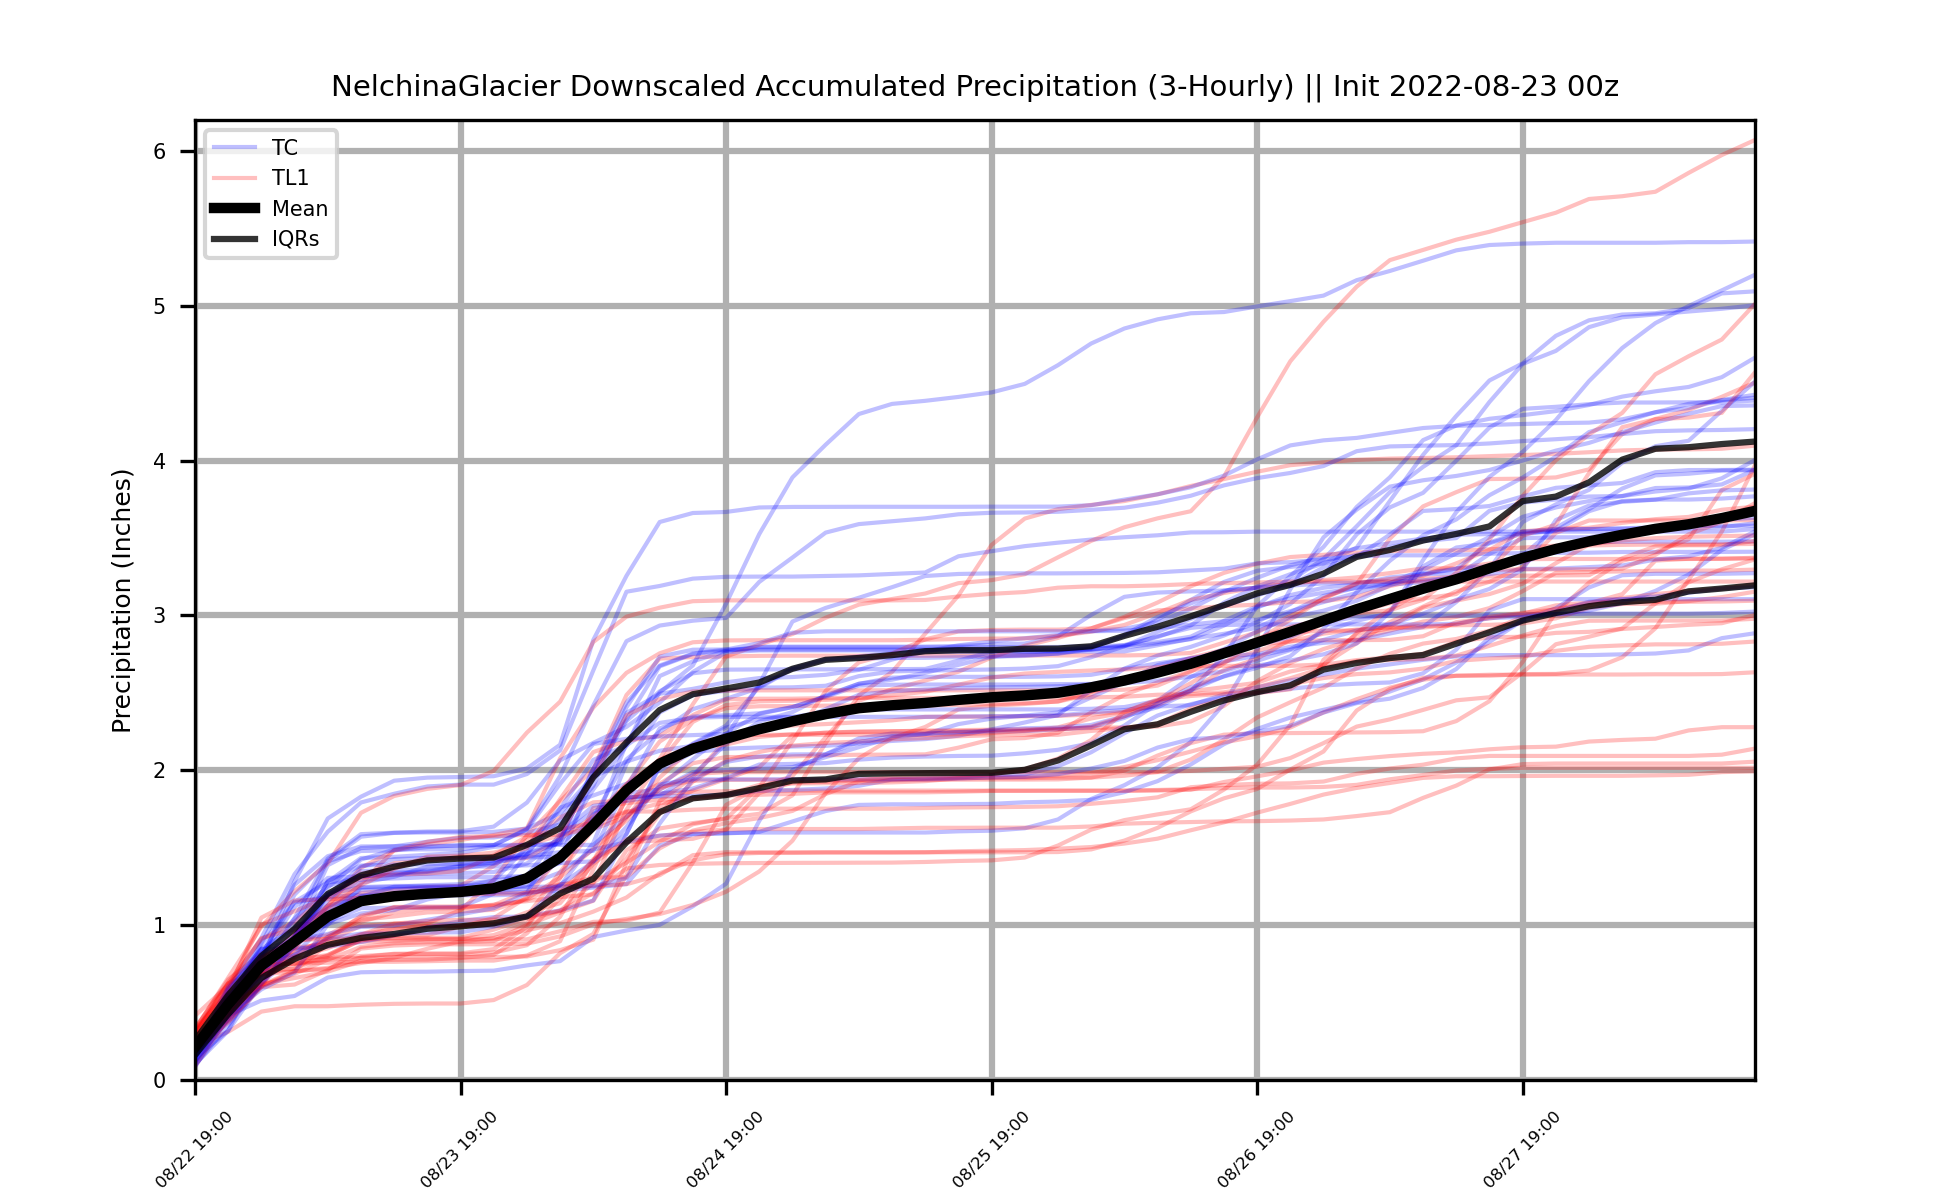 NelchinaGlacier Downscaled Accumulated Precipitation (3-Hourly) || Init 2022-08-23 00z
TC
TL1
Mean
IQRs
Precipitation (Inches)
6
5
4
3
2
1
0
08/22 19:00
08/23 19:00
08/24 19:00
08/25 19:00
08/26 19:00
08/27 19:00